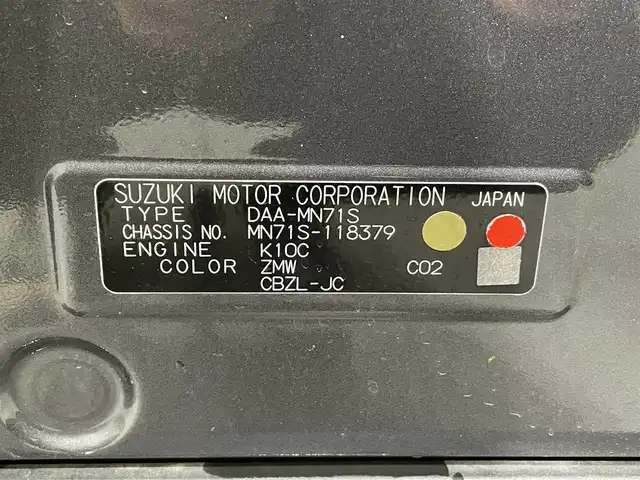 SUZUKI MOTOR CORPORATION JAPAN
TYPE DAA-MN71S
CHASSIS NO. MN71S-118379
ENGINE K10C
COLOR ZMW C02
CBZL-JC